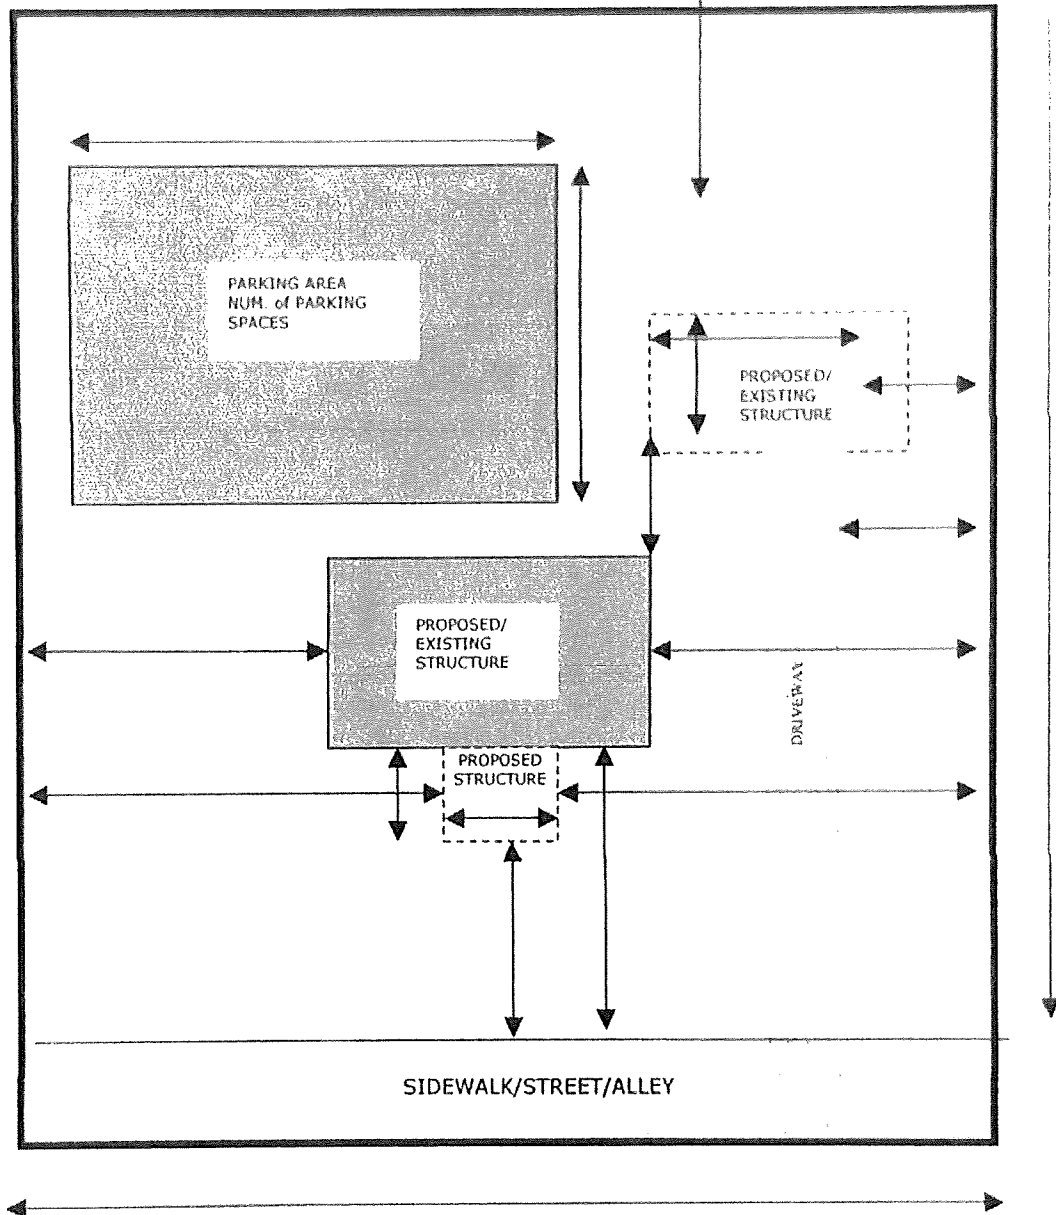 PARKING AREA
NUM. of PARKING
SPACES
PROPOSED/
EXISTING
STRUCTURE
PROPOSED/
EXISTING
STRUCTURE
DRIVEWAY
PROPOSED
STRUCTURE
SIDEWALK/STREET/ALLEY